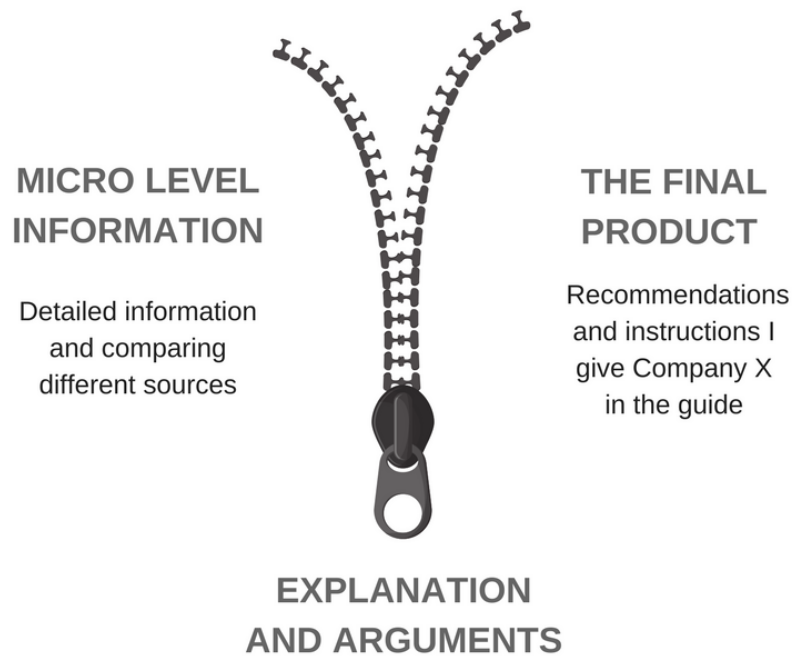 MICRO LEVEL
INFORMATION
Detailed information
and comparing
different sources
THE FINAL
PRODUCT
Recommendations
and instructions I
give Company X
in the guide
EXPLANATION
AND ARGUMENTS